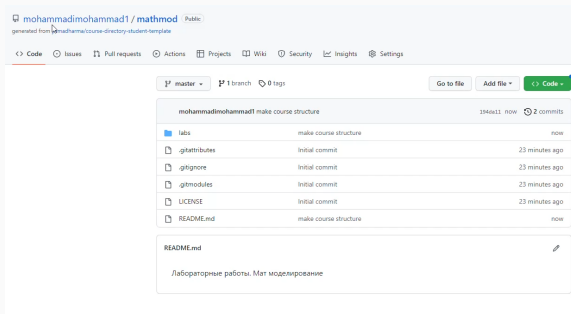 mohammadimohammad1 / mathmod Public
generated from yamadharma/course-directory-student-template
Code Issues Pull requests Actions Projects Wiki Security Insights Settings
master 1 branch 0 tags Go to file Add file Code
mohammadimohammad1 make course structure now 2 commits
labs make course structure now
.gitattributes Initial commit 23 minutes ago
.gitignore Initial commit 23 minutes ago
.gitmodules Initial commit 23 minutes ago
LICENSE Initial commit 23 minutes ago
README.md make course structure now
README.md
Лабораторные работы. Мат моделирование